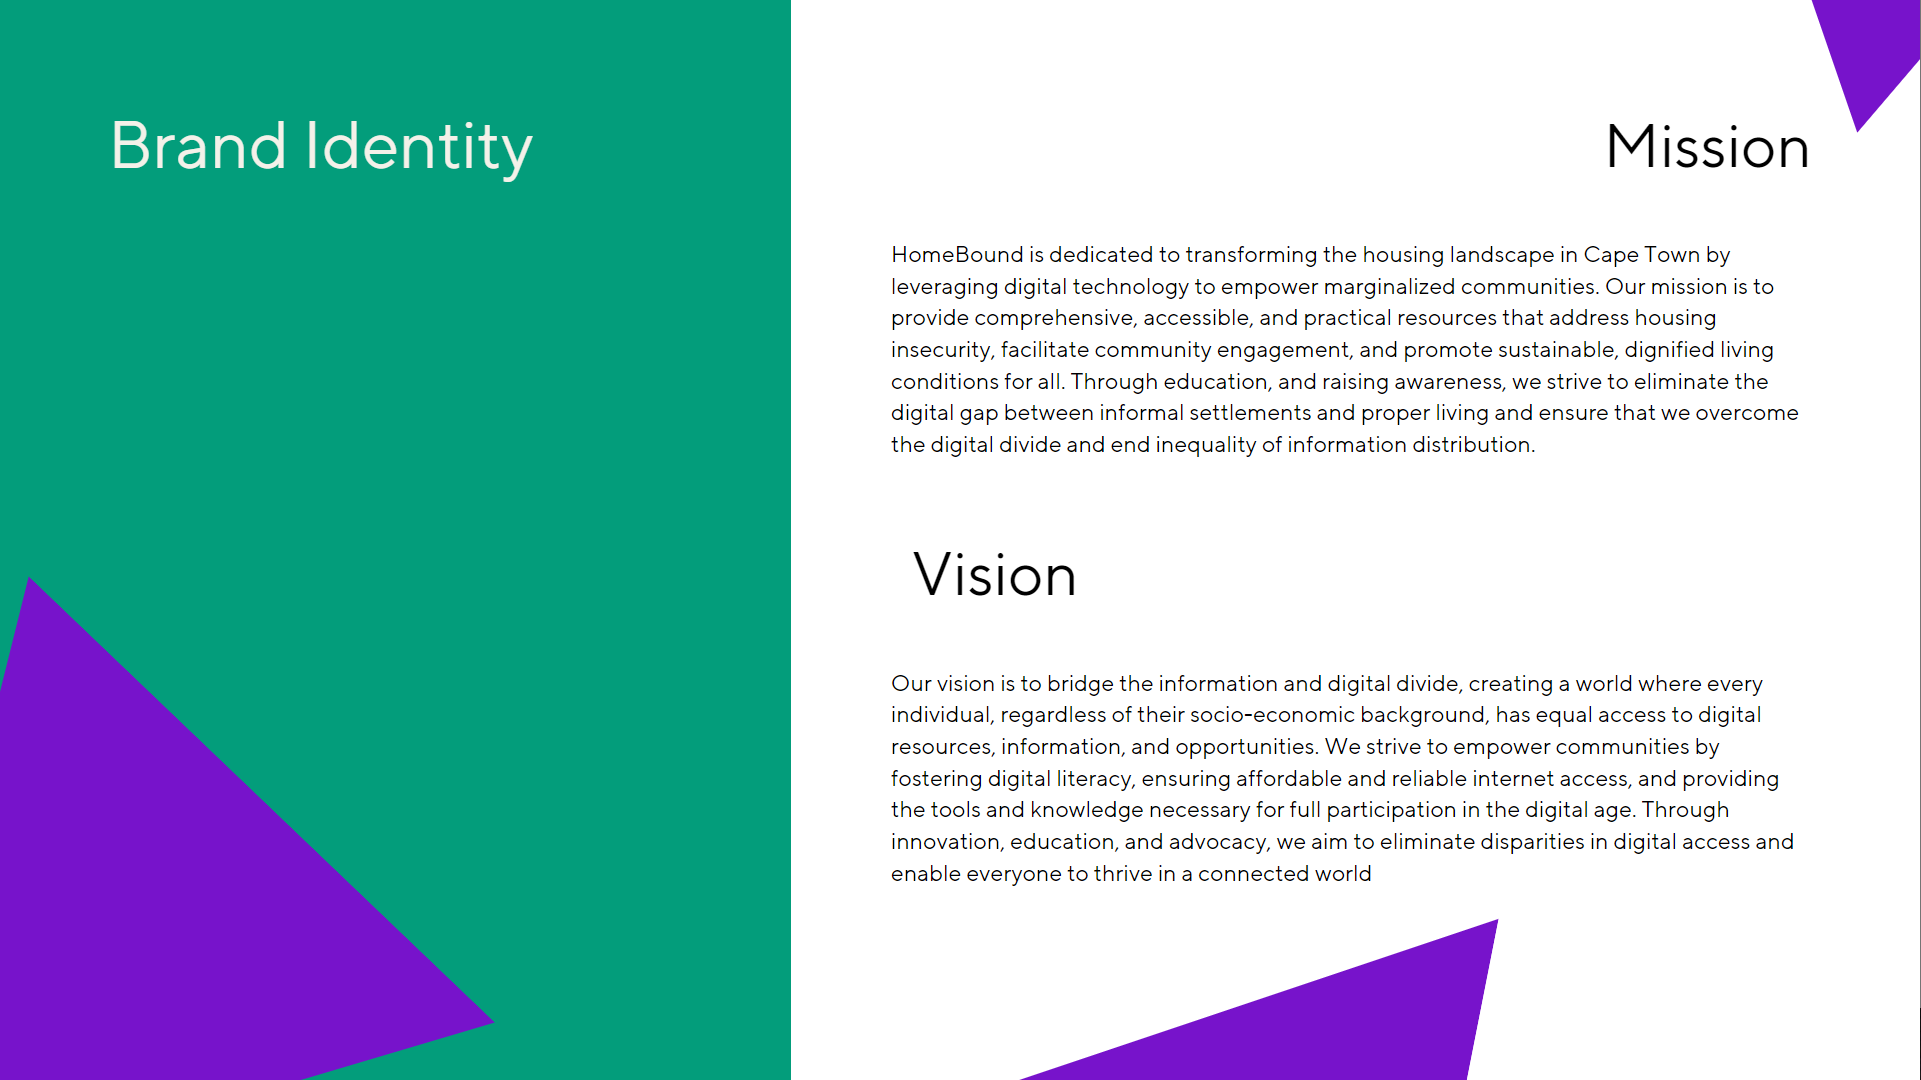 Brand Identity
Mission
HomeBound is dedicated to transforming the housing landscape in Cape Town by
leveraging digital technology to empower marginalized communities. Our mission is to
provide comprehensive, accessible, and practical resources that address housing
insecurity, facilitate community engagement, and promote sustainable, dignified living
conditions for all. Through education, and raising awareness, we strive to eliminate the
digital gap between informal settlements and proper living and ensure that we overcome
the digital divide and end inequality of information distribution.
Vision
Our vision is to bridge the information and digital divide, creating a world where every
individual, regardless of their socio-economic background, has equal access to digital
resources, information, and opportunities. We strive to empower communities by
fostering digital literacy, ensuring affordable and reliable internet access, and providing
the tools and knowledge necessary for full participation in the digital age. Through
innovation, education, and advocacy, we aim to eliminate disparities in digital access and
enable everyone to thrive in a connected world